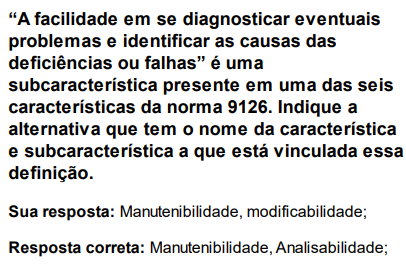 “A facilidade em se diagnosticar eventuais
problemas e identificar as causas das
deficiências ou falhas” é uma
subcaracterística presente em uma das seis
características da norma 9126. Indique a
alternativa que tem o nome da característica
e subcaracterística a que está vinculada essa
definição.
Sua resposta: Manutenibilidade, modificabilidade;
Resposta correta: Manutenibilidade, Analisabilidade;